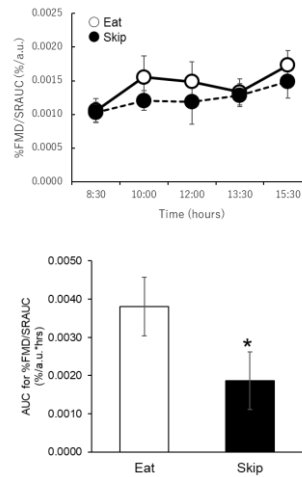 0.0025
0.0020
0.0015
0.0010
0.0005
0.0000
%FMD/SRAUC (%/a.u.)
Eat
Skip
8:30 10:00 12:00 13:30 15:30
Time (hours)
0.0050
0.0040
0.0030
0.0020
0.0010
0.0000
AUC for %FMD/SRAUC
(%/a.u.*hrs)
*
Eat Skip